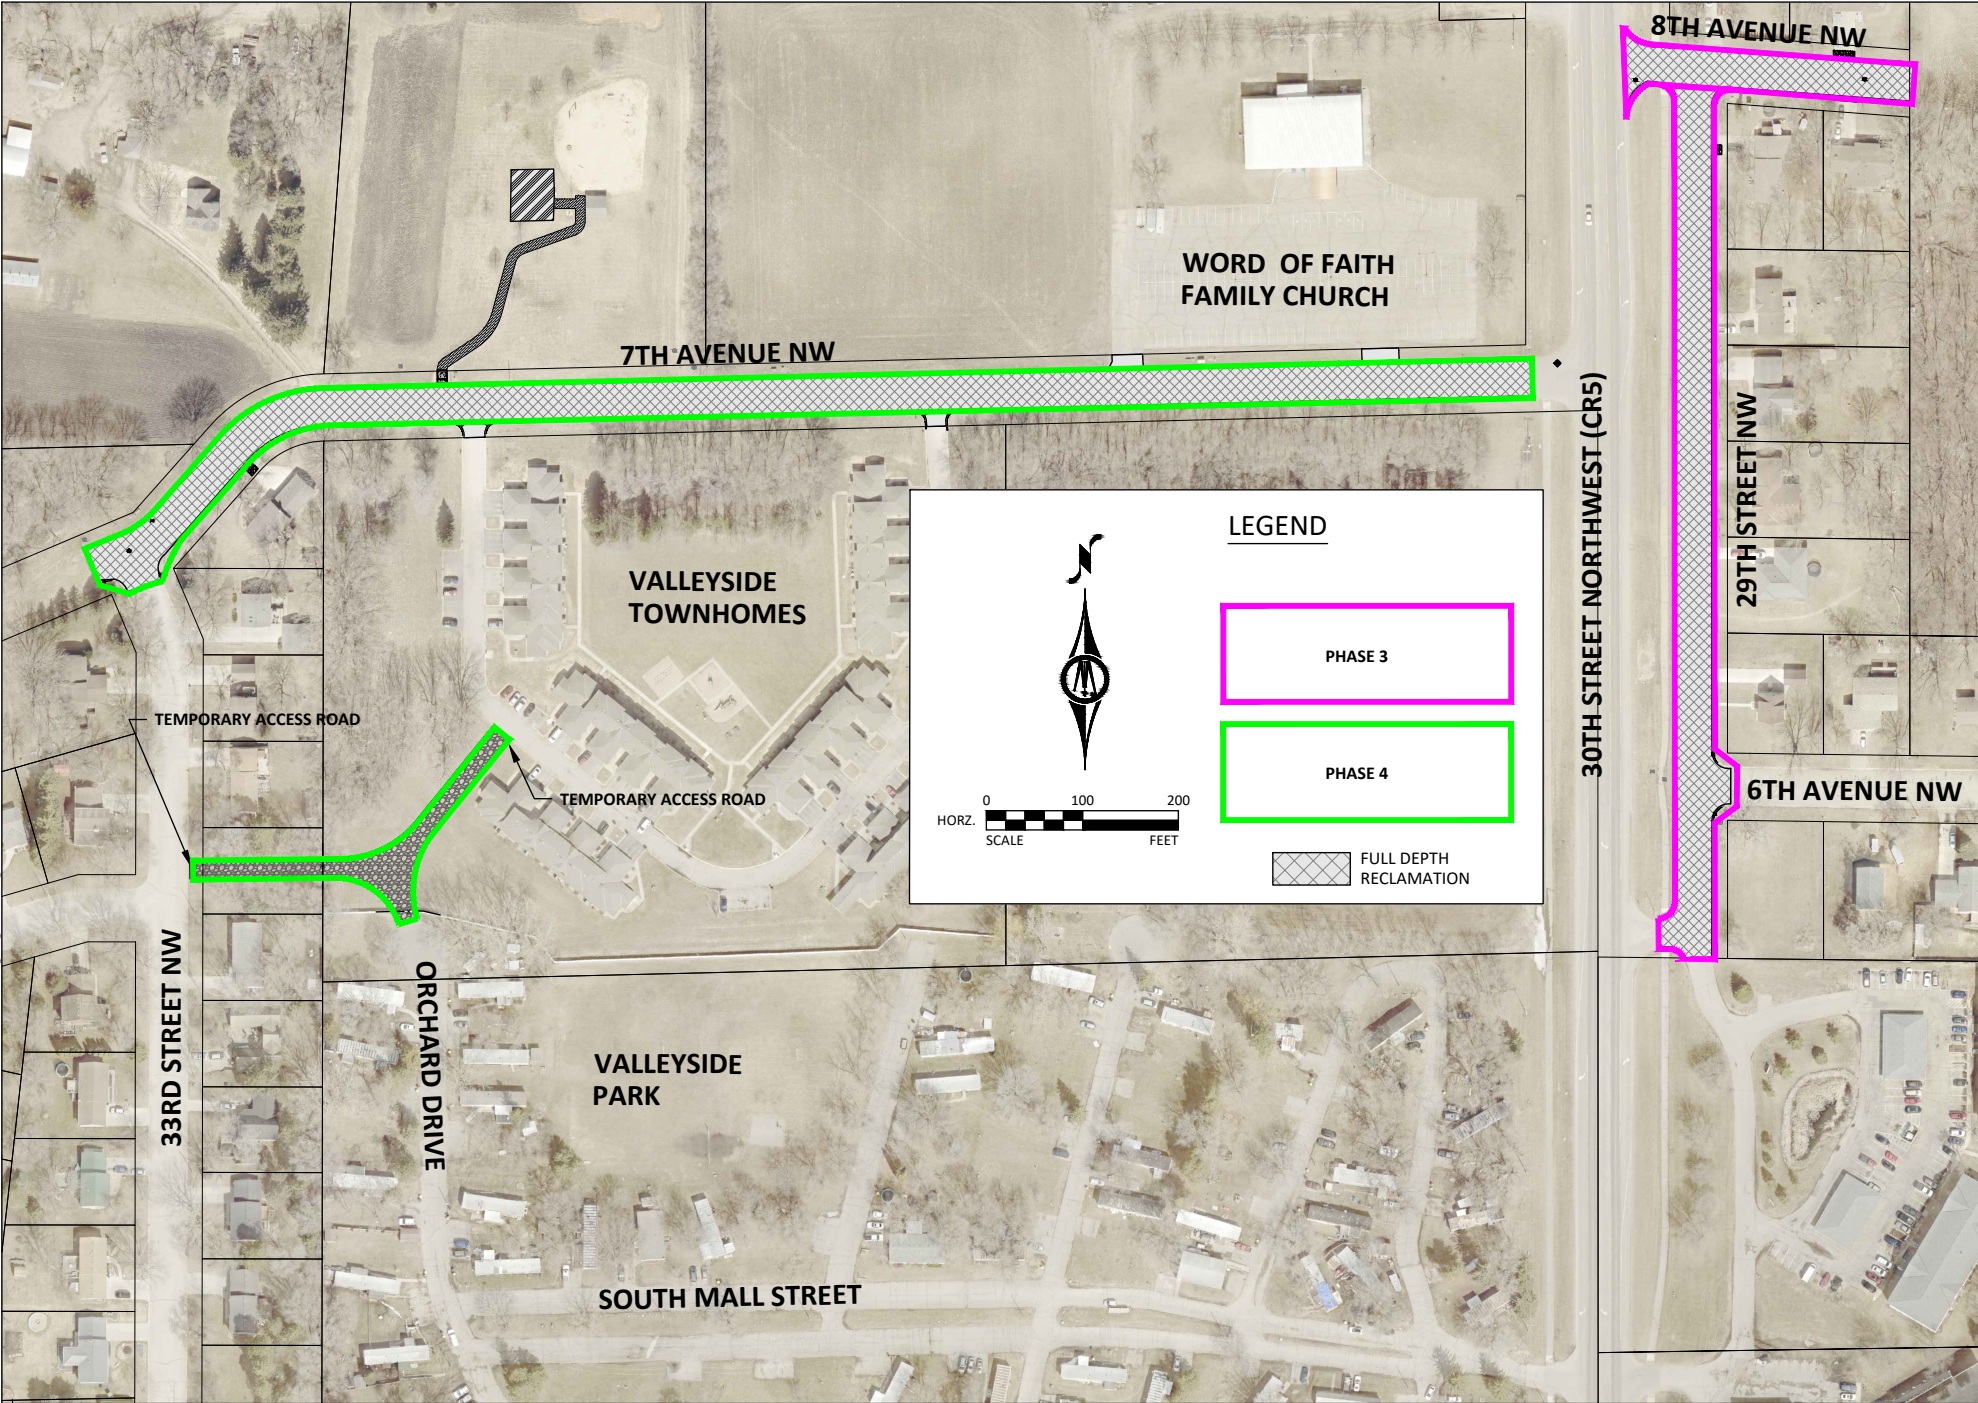 8TH AVENUE NW
WORD OF FAITH
FAMILY CHURCH
7TH AVENUE NW
30TH STREET NORTHWEST (CR5)
29TH STREET NW
LEGEND
N
PHASE 3
PHASE 4
0 100 200
HORZ.
SCALE FEET
FULL DEPTH
RECLAMATION
VALLEYSIDE
TOWNHOMES
TEMPORARY ACCESS ROAD
TEMPORARY ACCESS ROAD
6TH AVENUE NW
33RD STREET NW
ORCHARD DRIVE
VALLEYSIDE
PARK
SOUTH MALL STREET